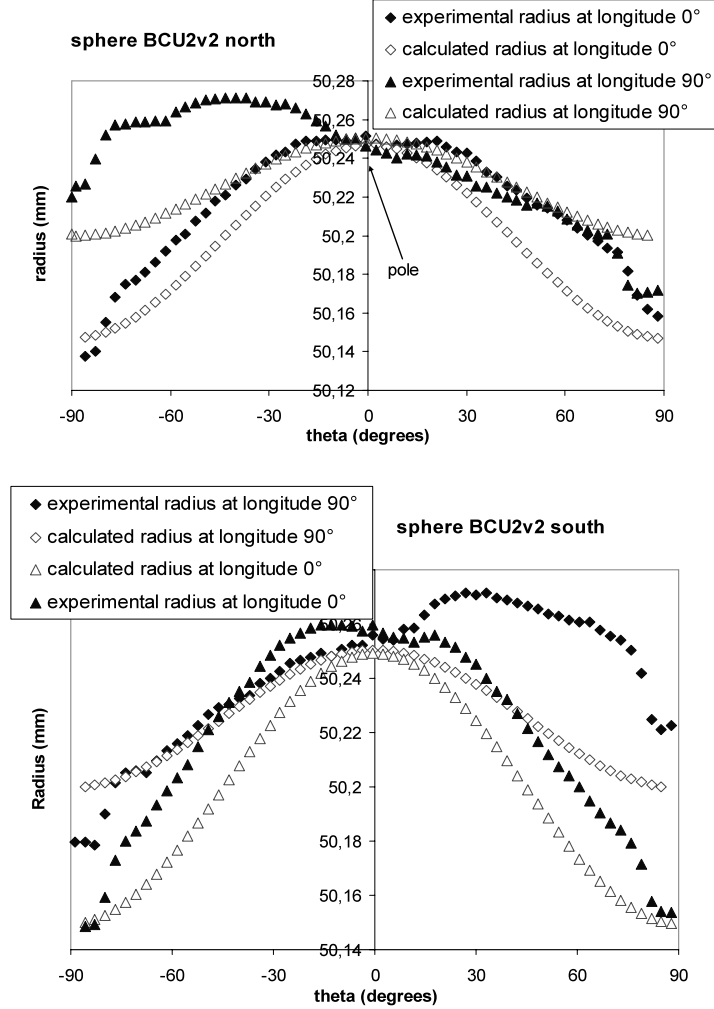 sphere BCU2v2 north
experimental radius at longitude 0°
calculated radius at longitude 0°
experimental radius at longitude 90°
calculated radius at longitude 90°
50,28
50,26
50,24
50,22
50,2
50,18
50,16
50,14
50,12
radius (mm)
pole
-90
-60
-30
0
30
60
90
theta (degrees)
experimental radius at longitude 90°
calculated radius at longitude 90°
calculated radius at longitude 0°
experimental radius at longitude 0°
sphere BCU2v2 south
50,26
50,24
50,22
50,2
50,18
50,16
50,14
Radius (mm)
-90
-60
-30
0
30
60
90
theta (degrees)